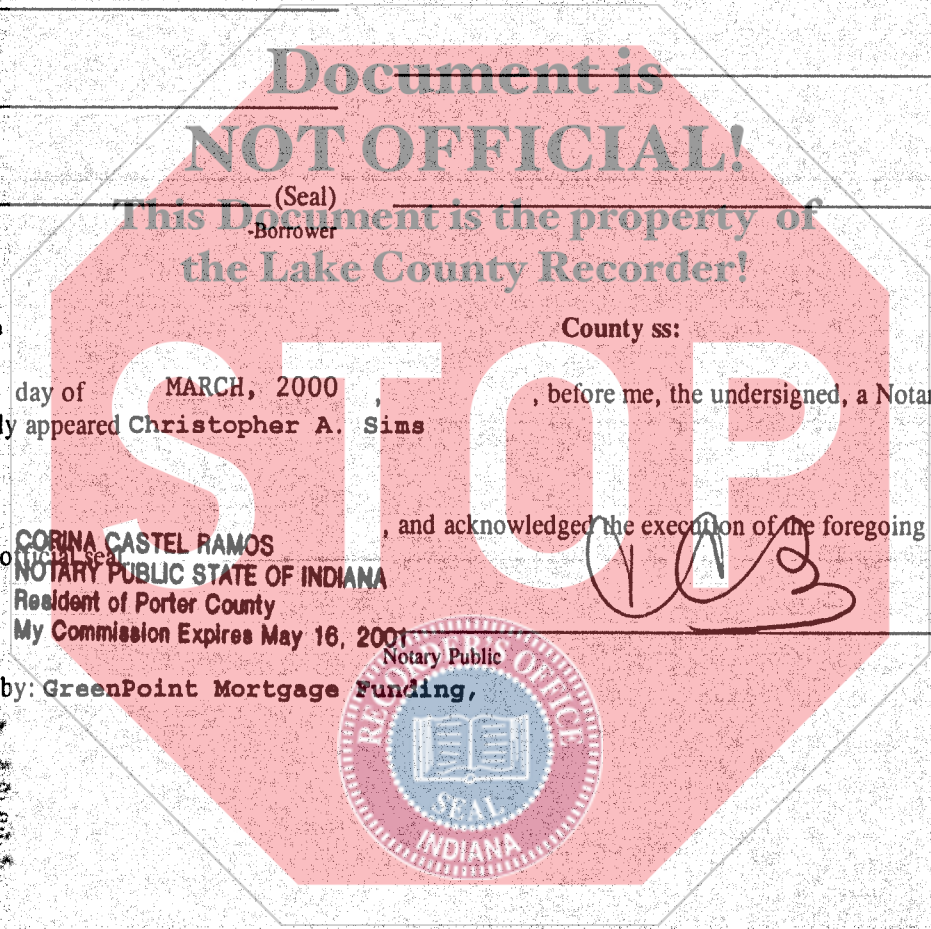 Document is
NOT OFFICIAL!
(Seal)
This Document is the property of
-Borrower
the Lake County Recorder!
County ss:
STOP
day of MARCH, 2000 , , before me, the undersigned, a Notar
ly appeared Christopher A. Sims
, and acknowledged the execution of the foregoing
CORINA CASTEL RAMOS
official seal.
NOTARY PUBLIC STATE OF INDIANA
Resident of Porter County
My Commission Expires May 16, 2001
Notary Public
by: GreenPoint Mortgage Funding,
RECORDER'S OFFICE
SEAL
INDIANA